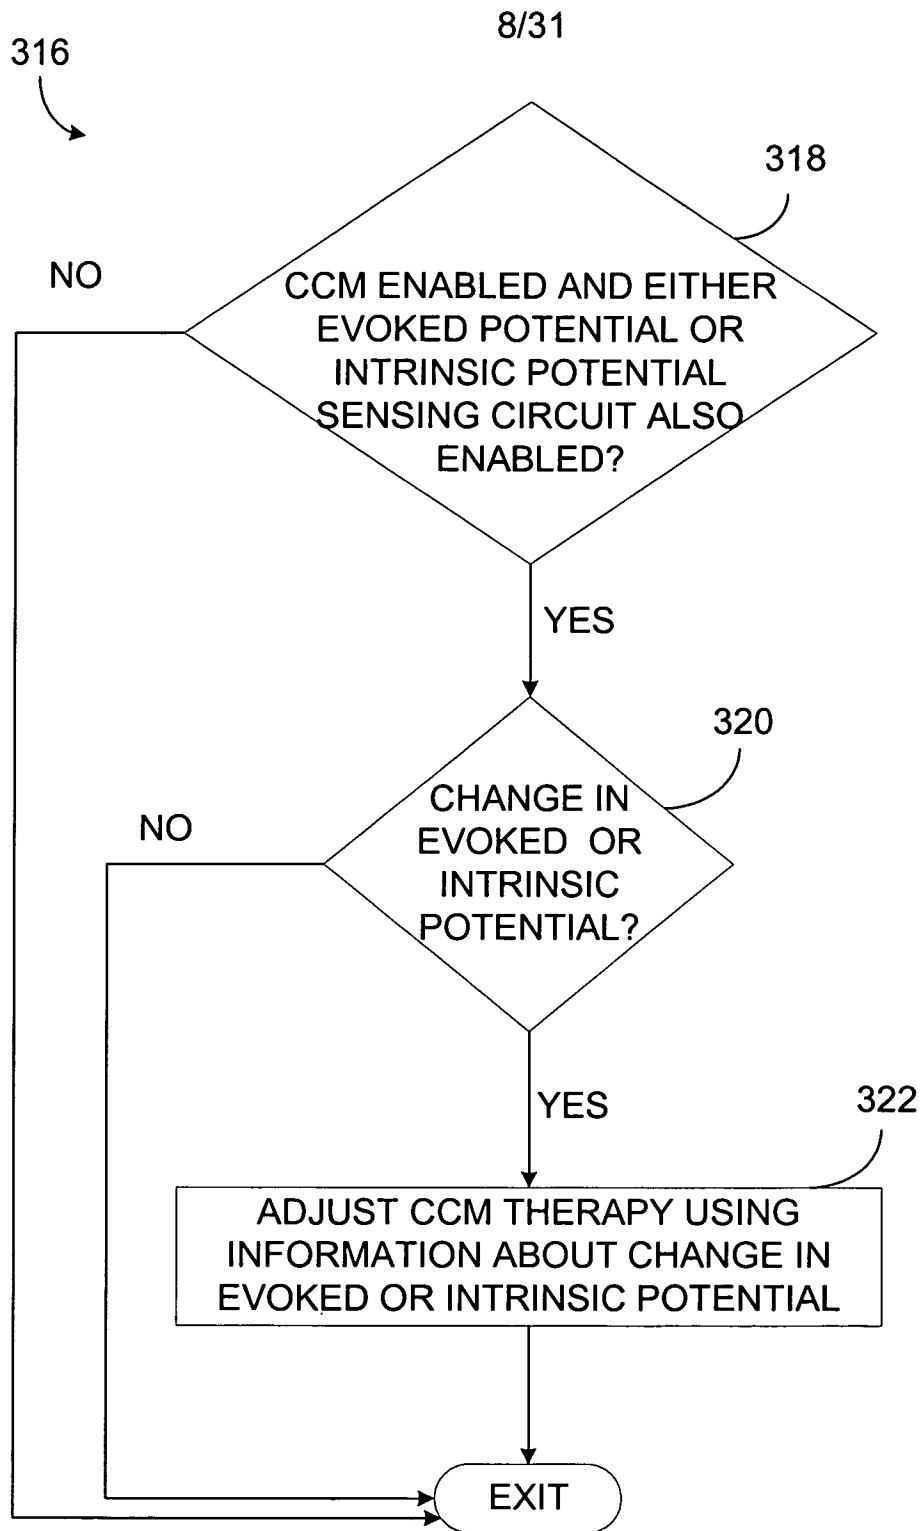 8/31
316
318
NO
CCM ENABLED AND EITHER
EVOKED POTENTIAL OR
INTRINSIC POTENTIAL
SENSING CIRCUIT ALSO
ENABLED?
YES
320
NO
CHANGE IN
EVOKED OR
INTRINSIC
POTENTIAL?
YES
322
ADJUST CCM THERAPY USING
INFORMATION ABOUT CHANGE IN
EVOKED OR INTRINSIC POTENTIAL
EXIT